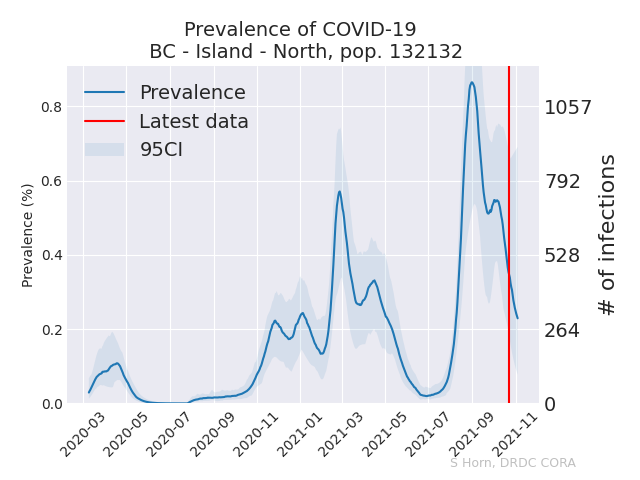 Prevalence of COVID-19
BC - Island - North, pop. 132132
Prevalence
Latest data
95CI
Prevalence (%)
0.8
0.6
0.4
0.2
0.0
1057
792
528
264
0
# of infections
2020-03
2020-05
2020-07
2020-09
2020-11
2021-01
2021-03
2021-05
2021-07
2021-09
2021-11
S Horn, DRDC CORA